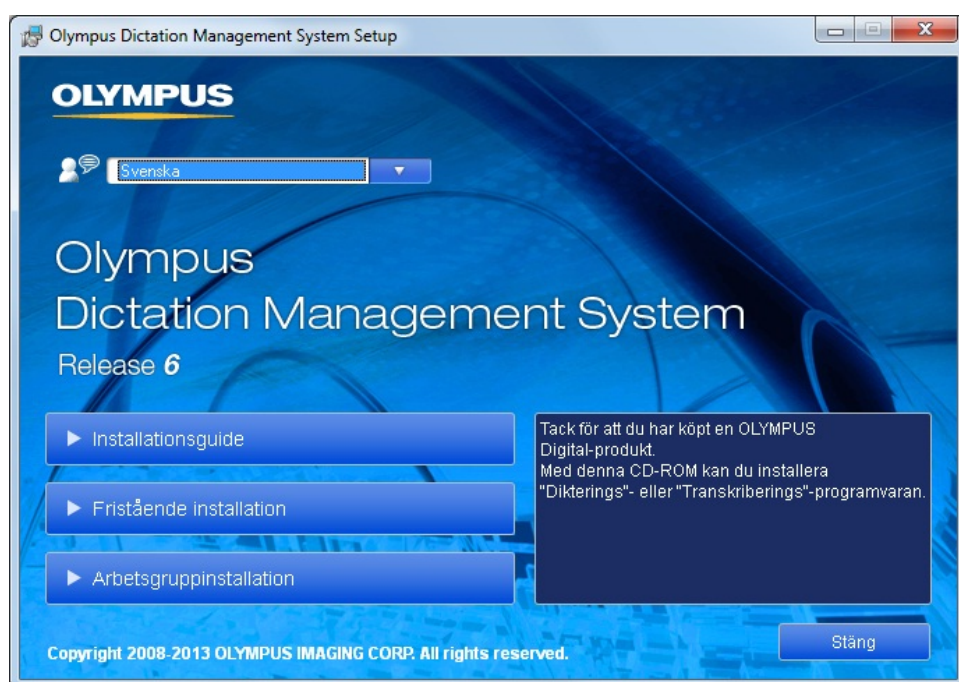 Olympus Dictation Management System Setup
OLYMPUS
Svenska
Olympus
Dictation Management System
Release 6
Installationsguide
Fristående installation
Arbetsgruppinstallation
Tack för att du har köpt en OLYMPUS
Digital-produkt.
Med denna CD-ROM kan du installera
"Dikterings"- eller "Transkriberings"-programvaran.
Stäng
Copyright 2008-2013 OLYMPUS IMAGING CORP. All rights reserved.